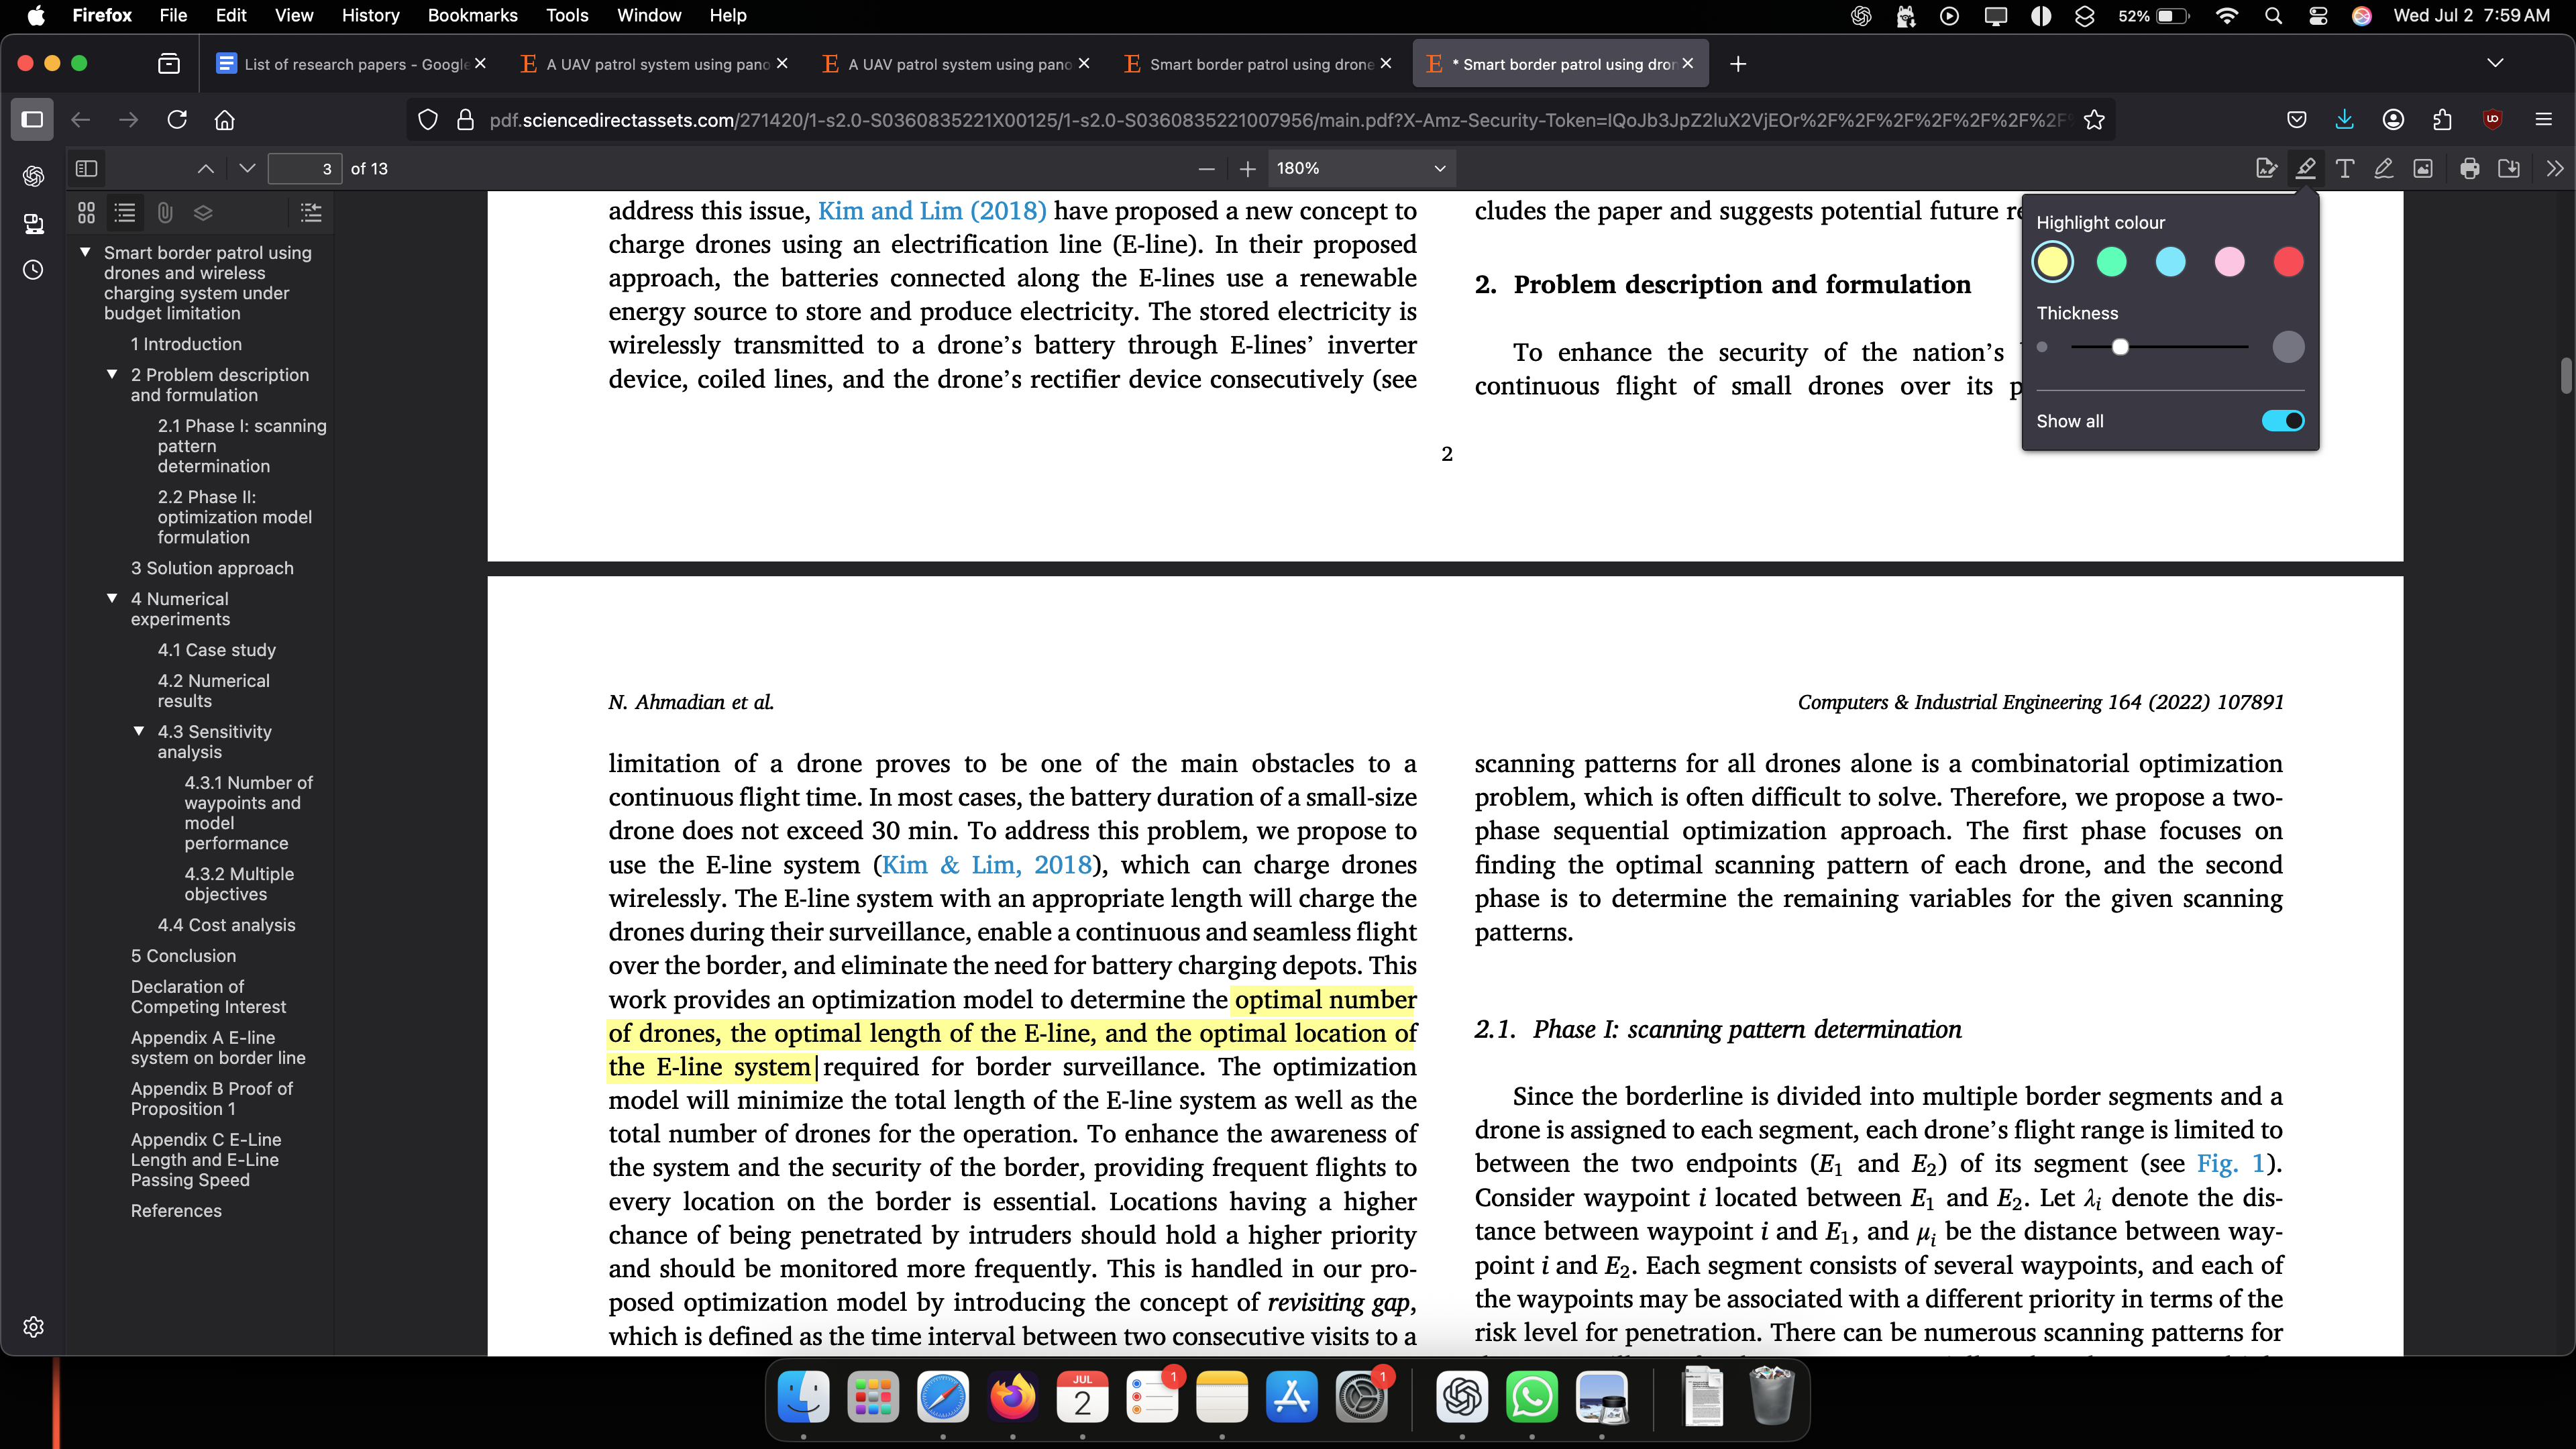 Firefox File Edit View History Bookmarks Tools Window Help 52% Wed Jul 2 7:59 AM
List of research papers - Google
A UAV patrol system using pano
A UAV patrol system using pano
Smart border patrol using drone
* Smart border patrol using dron
pdf.sciencedirectassets.com/271420/1-s2.0-S0360835221X00125/1-s2.0-S0360835221007956/main.pdf?X-Amz-Security-Token=IQoJb3JpZ2luX2VjEOr%2F%2F%2F%2F%2F%2F%2F%2F
3 of 13 180%
Smart border patrol using
drones and wireless
charging system under
budget limitation
1 Introduction
2 Problem description
and formulation
2.1 Phase I: scanning
pattern
determination
2.2 Phase II:
optimization model
formulation
3 Solution approach
4 Numerical
experiments
4.1 Case study
4.2 Numerical
results
4.3 Sensitivity
analysis
4.3.1 Number of
waypoints and
model
performance
4.3.2 Multiple
objectives
4.4 Cost analysis
5 Conclusion
Declaration of
Competing Interest
Appendix A E-line
system on border line
Appendix B Proof of
Proposition 1
Appendix C E-Line
Length and E-Line
Passing Speed
References
address this issue, Kim and Lim (2018) have proposed a new concept to
charge drones using an electrification line (E-line). In their proposed
approach, the batteries connected along the E-lines use a renewable
energy source to store and produce electricity. The stored electricity is
wirelessly transmitted to a drone's battery through E-lines' inverter
device, coiled lines, and the drone's rectifier device consecutively (see
cludes the paper and suggests potential future re
2. Problem description and formulation
To enhance the security of the nation's
continuous flight of small drones over its p
2
Highlight colour
Thickness
Show all
N. Ahmadian et al.
Computers & Industrial Engineering 164 (2022) 107891
limitation of a drone proves to be one of the main obstacles to a
continuous flight time. In most cases, the battery duration of a small-size
drone does not exceed 30 min. To address this problem, we propose to
use the E-line system (Kim & Lim, 2018), which can charge drones
wirelessly. The E-line system with an appropriate length will charge the
drones during their surveillance, enable a continuous and seamless flight
over the border, and eliminate the need for battery charging depots. This
work provides an optimization model to determine the optimal number
of drones, the optimal length of the E-line, and the optimal location of
the E-line system required for border surveillance. The optimization
model will minimize the total length of the E-line system as well as the
total number of drones for the operation. To enhance the awareness of
the system and the security of the border, providing frequent flights to
every location on the border is essential. Locations having a higher
chance of being penetrated by intruders should hold a higher priority
and should be monitored more frequently. This is handled in our pro-
posed optimization model by introducing the concept of revisiting gap,
which is defined as the time interval between two consecutive visits to a
scanning patterns for all drones alone is a combinatorial optimization
problem, which is often difficult to solve. Therefore, we propose a two-
phase sequential optimization approach. The first phase focuses on
finding the optimal scanning pattern of each drone, and the second
phase is to determine the remaining variables for the given scanning
patterns.
2.1. Phase I: scanning pattern determination
Since the borderline is divided into multiple border segments and a
drone is assigned to each segment, each drone's flight range is limited to
between the two endpoints (E1 and E2) of its segment (see Fig. 1).
Consider waypoint i located between E1 and E2. Let λi denote the dis-
tance between waypoint i and E1, and μi be the distance between way-
point i and E2. Each segment consists of several waypoints, and each of
the waypoints may be associated with a different priority in terms of the
risk level for penetration. There can be numerous scanning patterns for
JUL
2
1
1